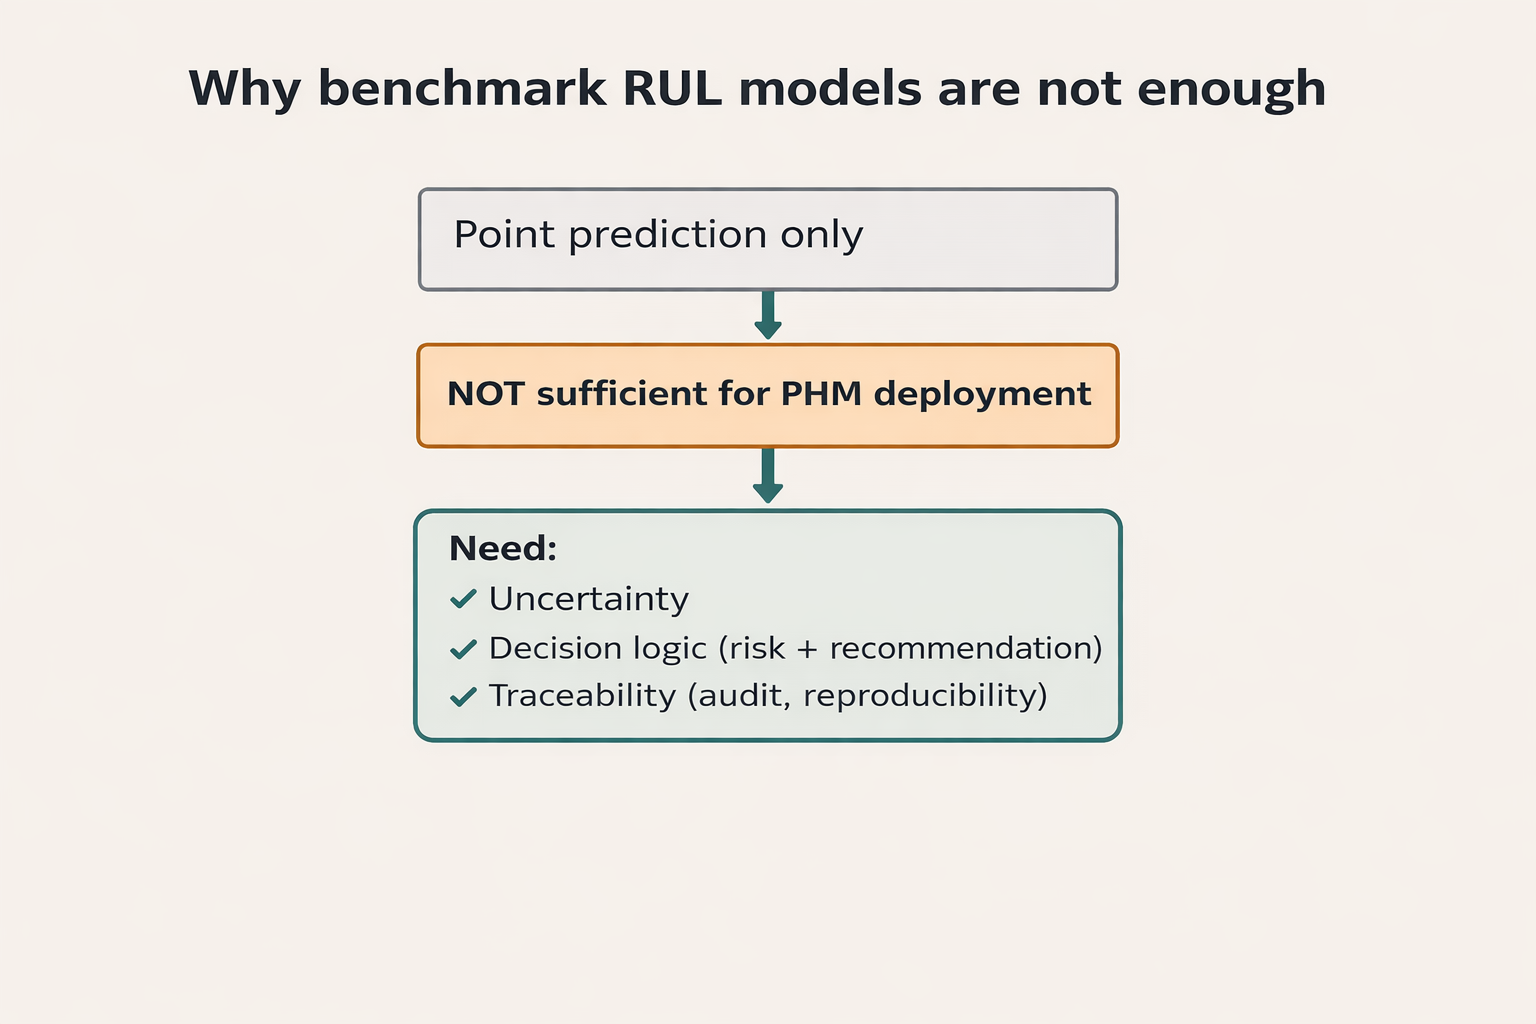 Why benchmark RUL models are not enough
Point prediction only
NOT sufficient for PHM deployment
Need:
✓ Uncertainty
✓ Decision logic (risk + recommendation)
✓ Traceability (audit, reproducibility)